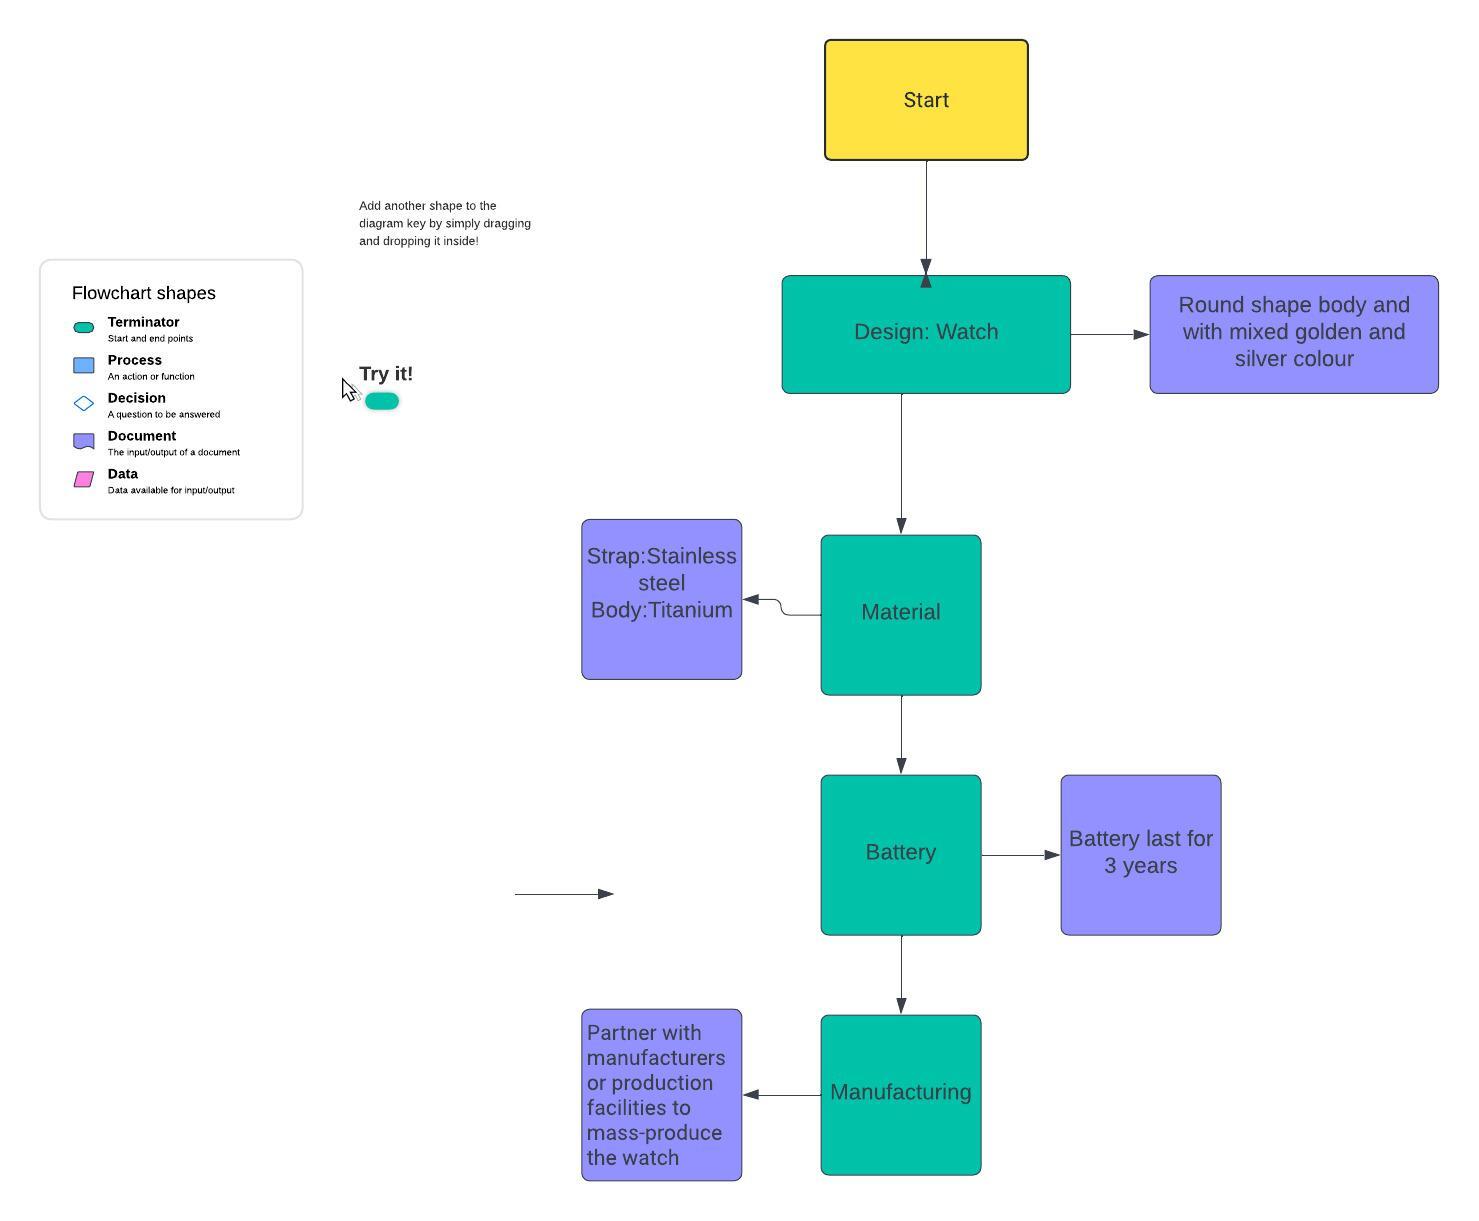 Start
Add another shape to the
diagram key by simply dragging
and dropping it inside!
Flowchart shapes
Terminator
Start and end points
Process
An action or function
Decision
A question to be answered
Document
The input/output of a document
Data
Data available for input/output
Try it!
Design: Watch
Round shape body and
with mixed golden and
silver colour
Strap:Stainless
steel
Body:Titanium
Material
Battery
Battery last for
3 years
Partner with
manufacturers
or production
facilities to
mass-produce
the watch
Manufacturing